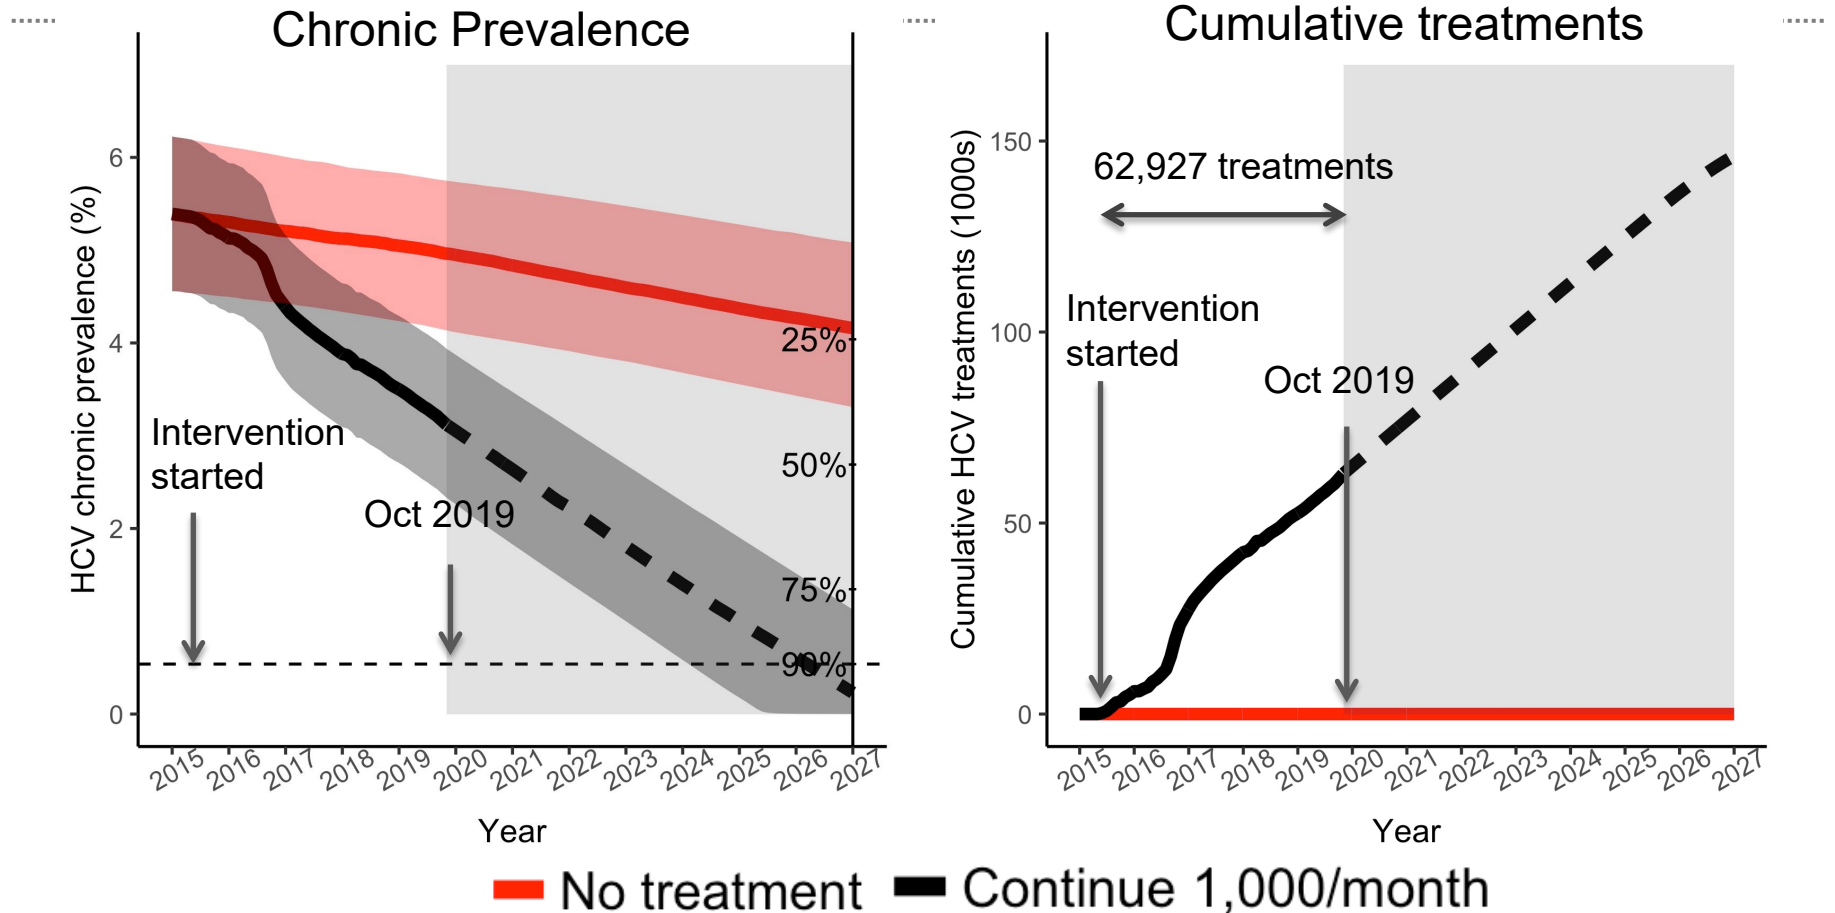 Chronic Prevalence
HCV chronic prevalence (%)
6
4
2
0
Intervention
started
Oct 2019
25%
50%
75%
90%
2015 2016 2017 2018 2019 2020 2021 2022 2023 2024 2025 2026 2027
Year
Cumulative treatments
Cumulative HCV treatments (1000s)
150
100
50
0
62,927 treatments
Intervention
started
Oct 2019
2015 2016 2017 2018 2019 2020 2021 2022 2023 2024 2025 2026 2027
Year
No treatment
Continue 1,000/month